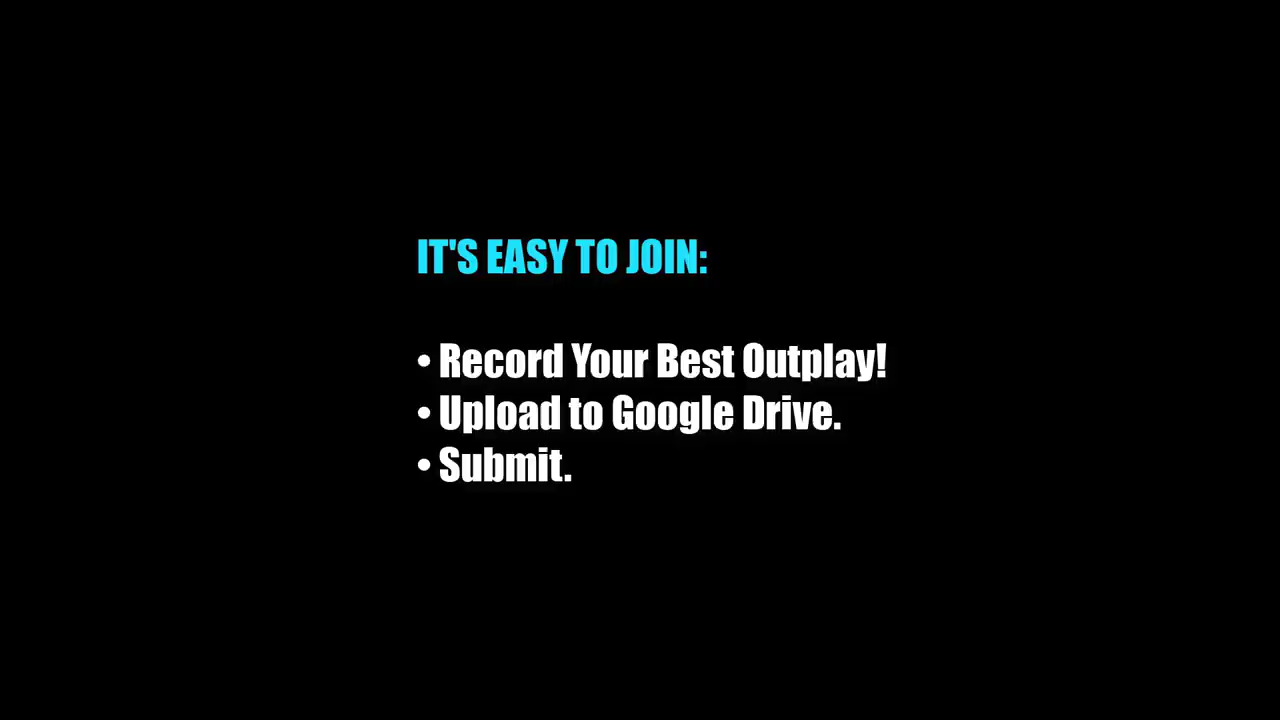 IT'S EASY TO JOIN:
• Record Your Best Outplay!
• Upload to Google Drive.
• Submit.